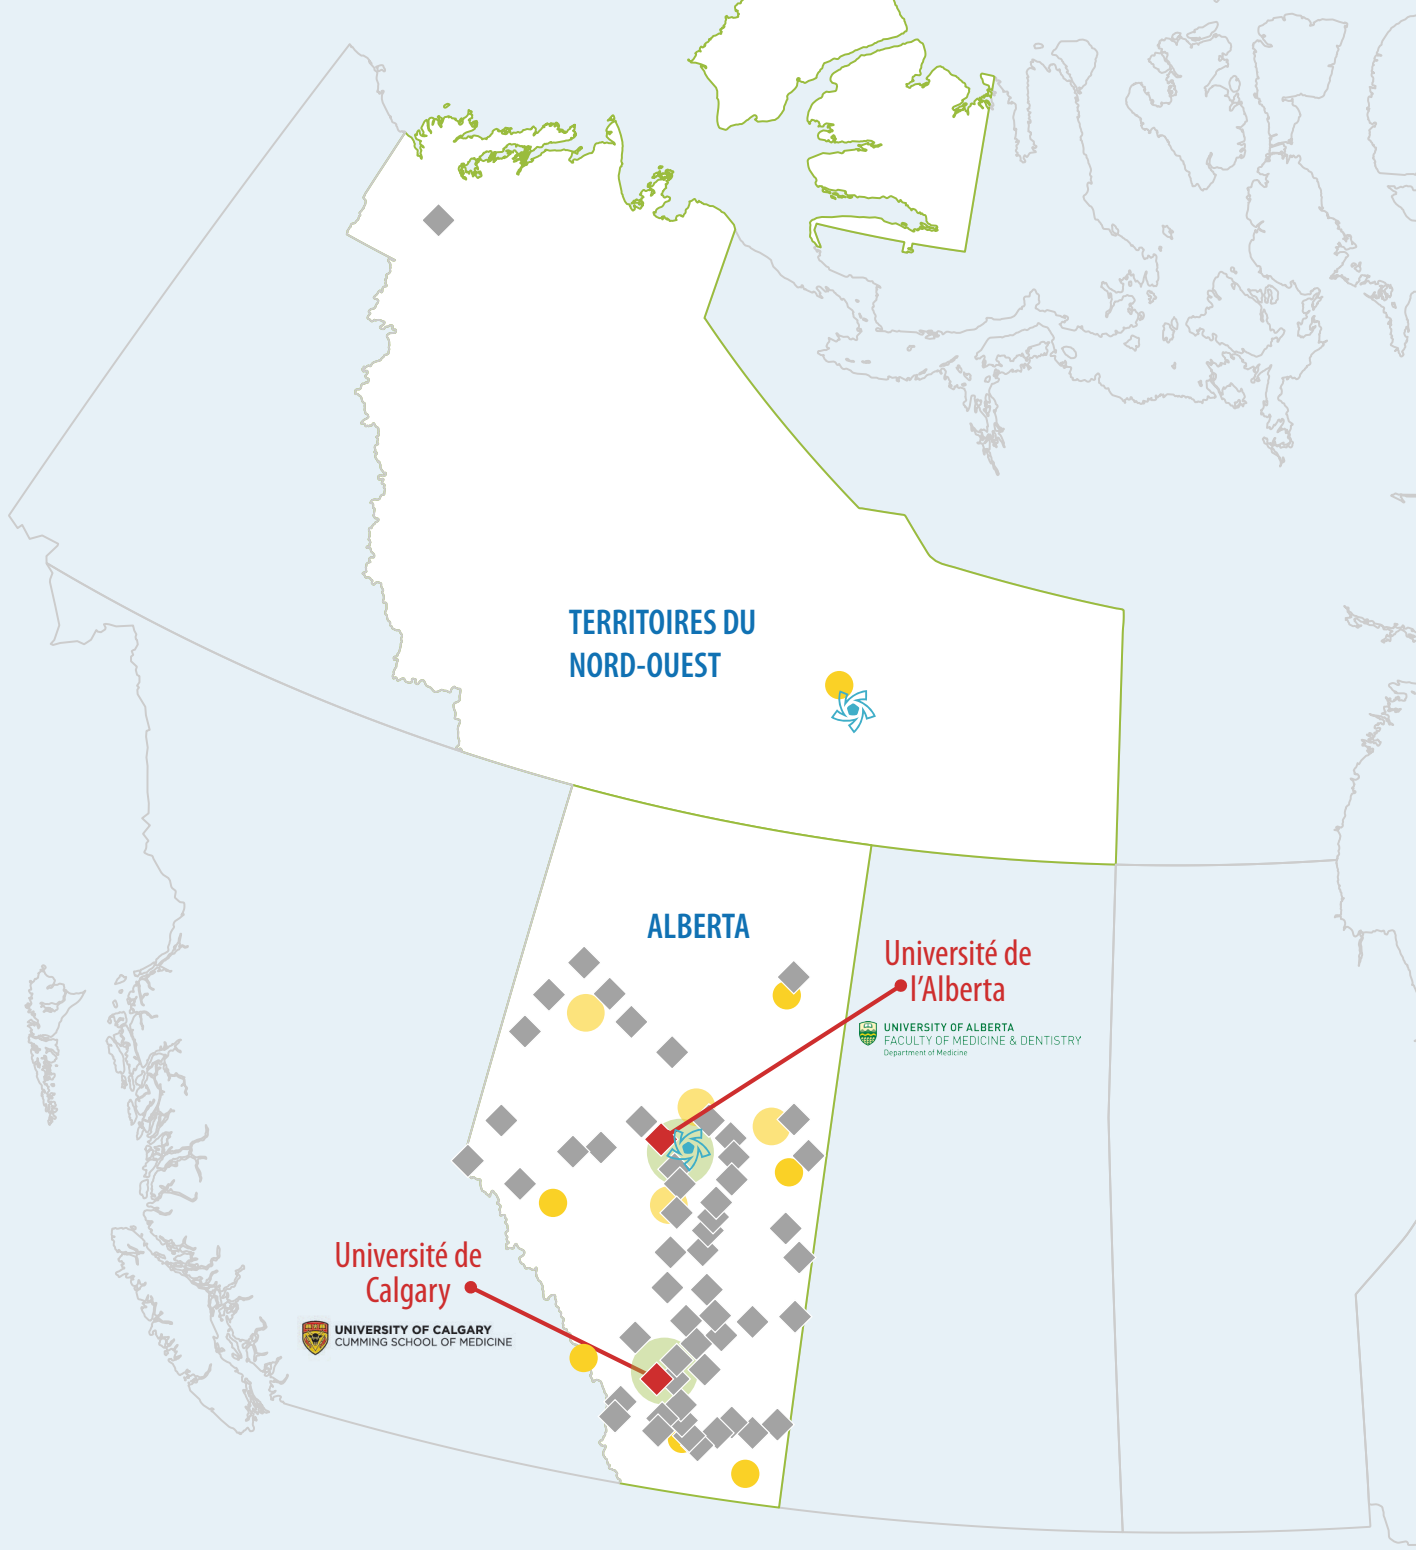 TERRITOIRES DU
NORD-OUEST
ALBERTA
Université de
l'Alberta
UNIVERSITY OF ALBERTA
FACULTY OF MEDICINE & DENTISTRY
Department of Medicine
Université de
Calgary
UNIVERSITY OF CALGARY
CUMMING SCHOOL OF MEDICINE